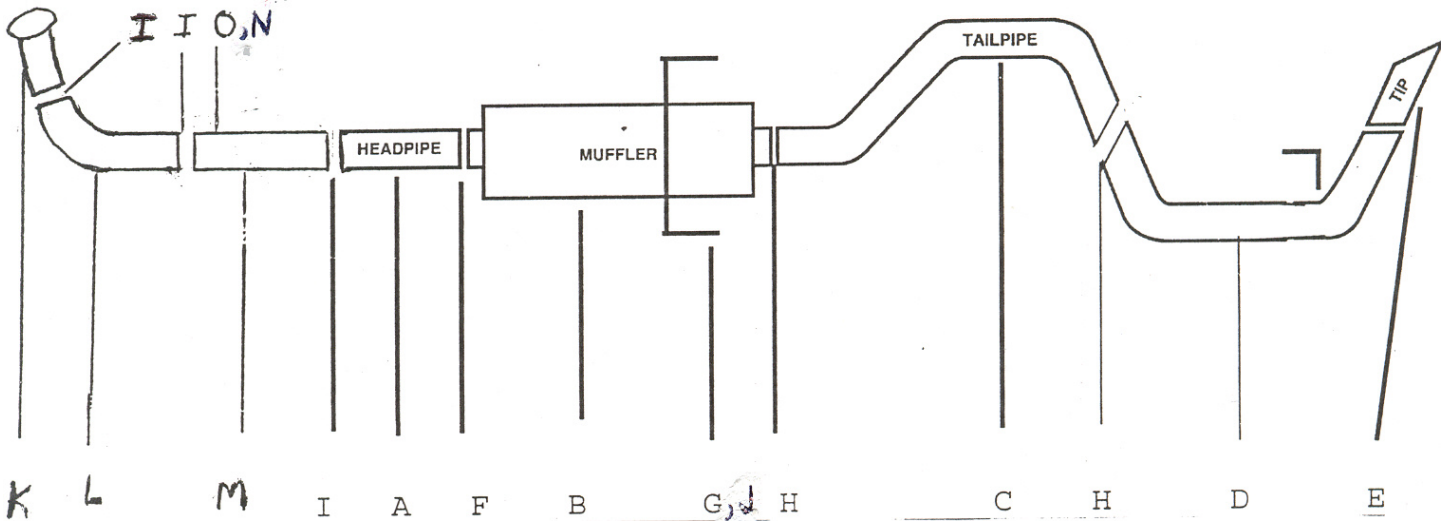 I I O,N
TAILPIPE
TIP
HEADPIPE
MUFFLER
K L M I A F B G,J H C H D E